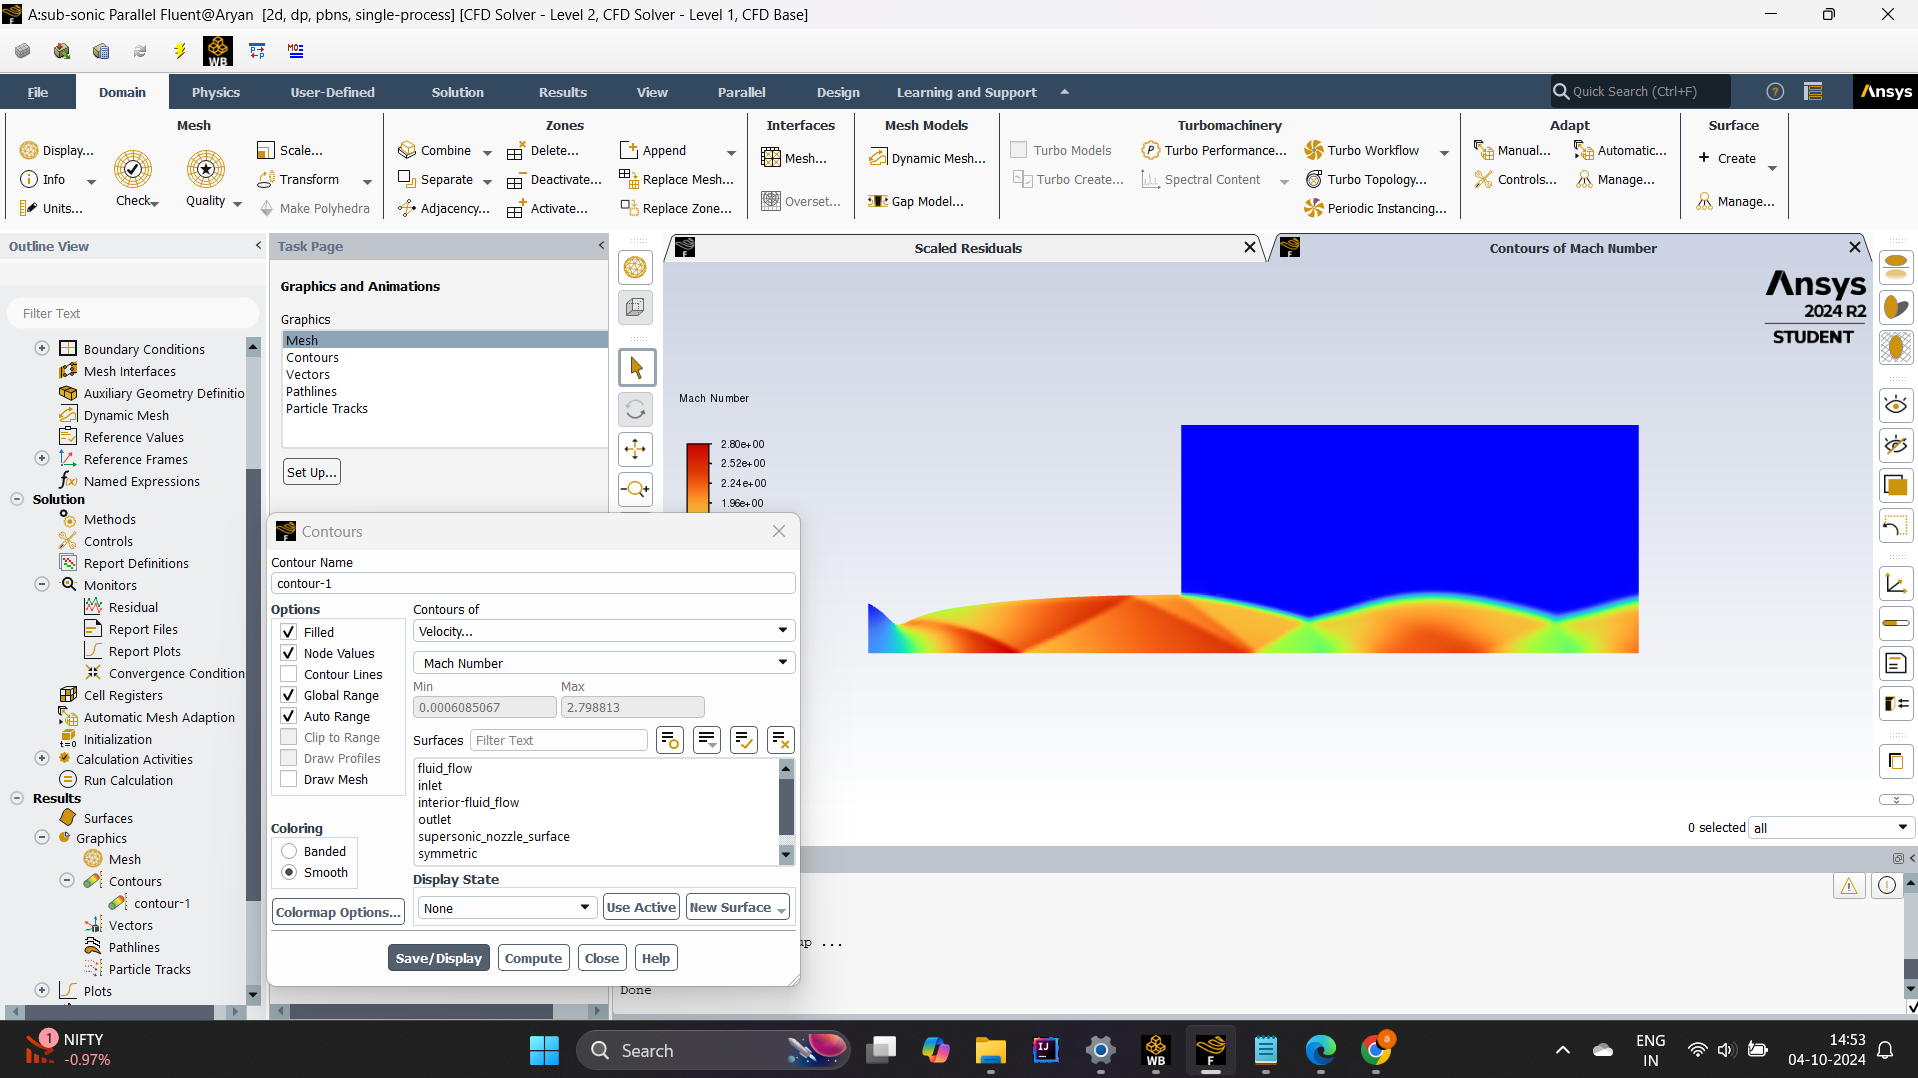 A:sub-sonic Parallel Fluent@Aryan [2d, dp, pbns, single-process] [CFD Solver - Level 2, CFD Solver - Level 1, CFD Base]
WB
File Domain Physics User-Defined Solution Results View Parallel Design Learning and Support Quick Search (Ctrl+F) Ansys
Mesh Zones Interfaces Mesh Models Turbomachinery Adapt Surface
Display... Scale... Combine Delete... Append Mesh... Dynamic Mesh... Turbo Models Turbo Performance... Turbo Workflow Manual... Automatic... Create
Info Check Quality Transform Separate Deactivate... Replace Mesh... Turbo Create... Spectral Content Turbo Topology... Controls... Manage...
Units... Make Polyhedra Adjacency... Activate... Replace Zone... Overset... Gap Model... Periodic Instancing... Manage...
Outline View
Filter Text
Boundary Conditions
Mesh Interfaces
Auxiliary Geometry Definitio
Dynamic Mesh
Reference Values
Reference Frames
Named Expressions
Solution
Methods
Controls
Report Definitions
Monitors
Residual
Report Files
Report Plots
Convergence Condition
Cell Registers
Automatic Mesh Adaption
Initialization
Calculation Activities
Run Calculation
Results
Surfaces
Graphics
Mesh
Contours
contour-1
Vectors
Pathlines
Particle Tracks
Plots
Task Page
Graphics and Animations
Graphics
Mesh
Contours
Vectors
Pathlines
Particle Tracks
Set Up...
Contours
Contour Name
contour-1
Options
Filled
Node Values
Contour Lines
Global Range
Auto Range
Clip to Range
Draw Profiles
Draw Mesh
Coloring
Banded
Smooth
Colormap Options...
Contours of
Velocity...
Mach Number
Min Max
0.0006085067 2.798813
Surfaces Filter Text
fluid_flow
inlet
interior-fluid_flow
outlet
supersonic_nozzle_surface
symmetric
Display State
None Use Active New Surface
Save/Display Compute Close Help
Scaled Residuals
Contours of Mach Number
Ansys
2024 R2
STUDENT
Mach Number
2.80e+00
2.52e+00
2.24e+00
1.96e+00
0 selected all
up ...
Done
1 NIFTY
-0.97%
Search
IJ
WB
a
ENG
IN
14:53
04-10-2024